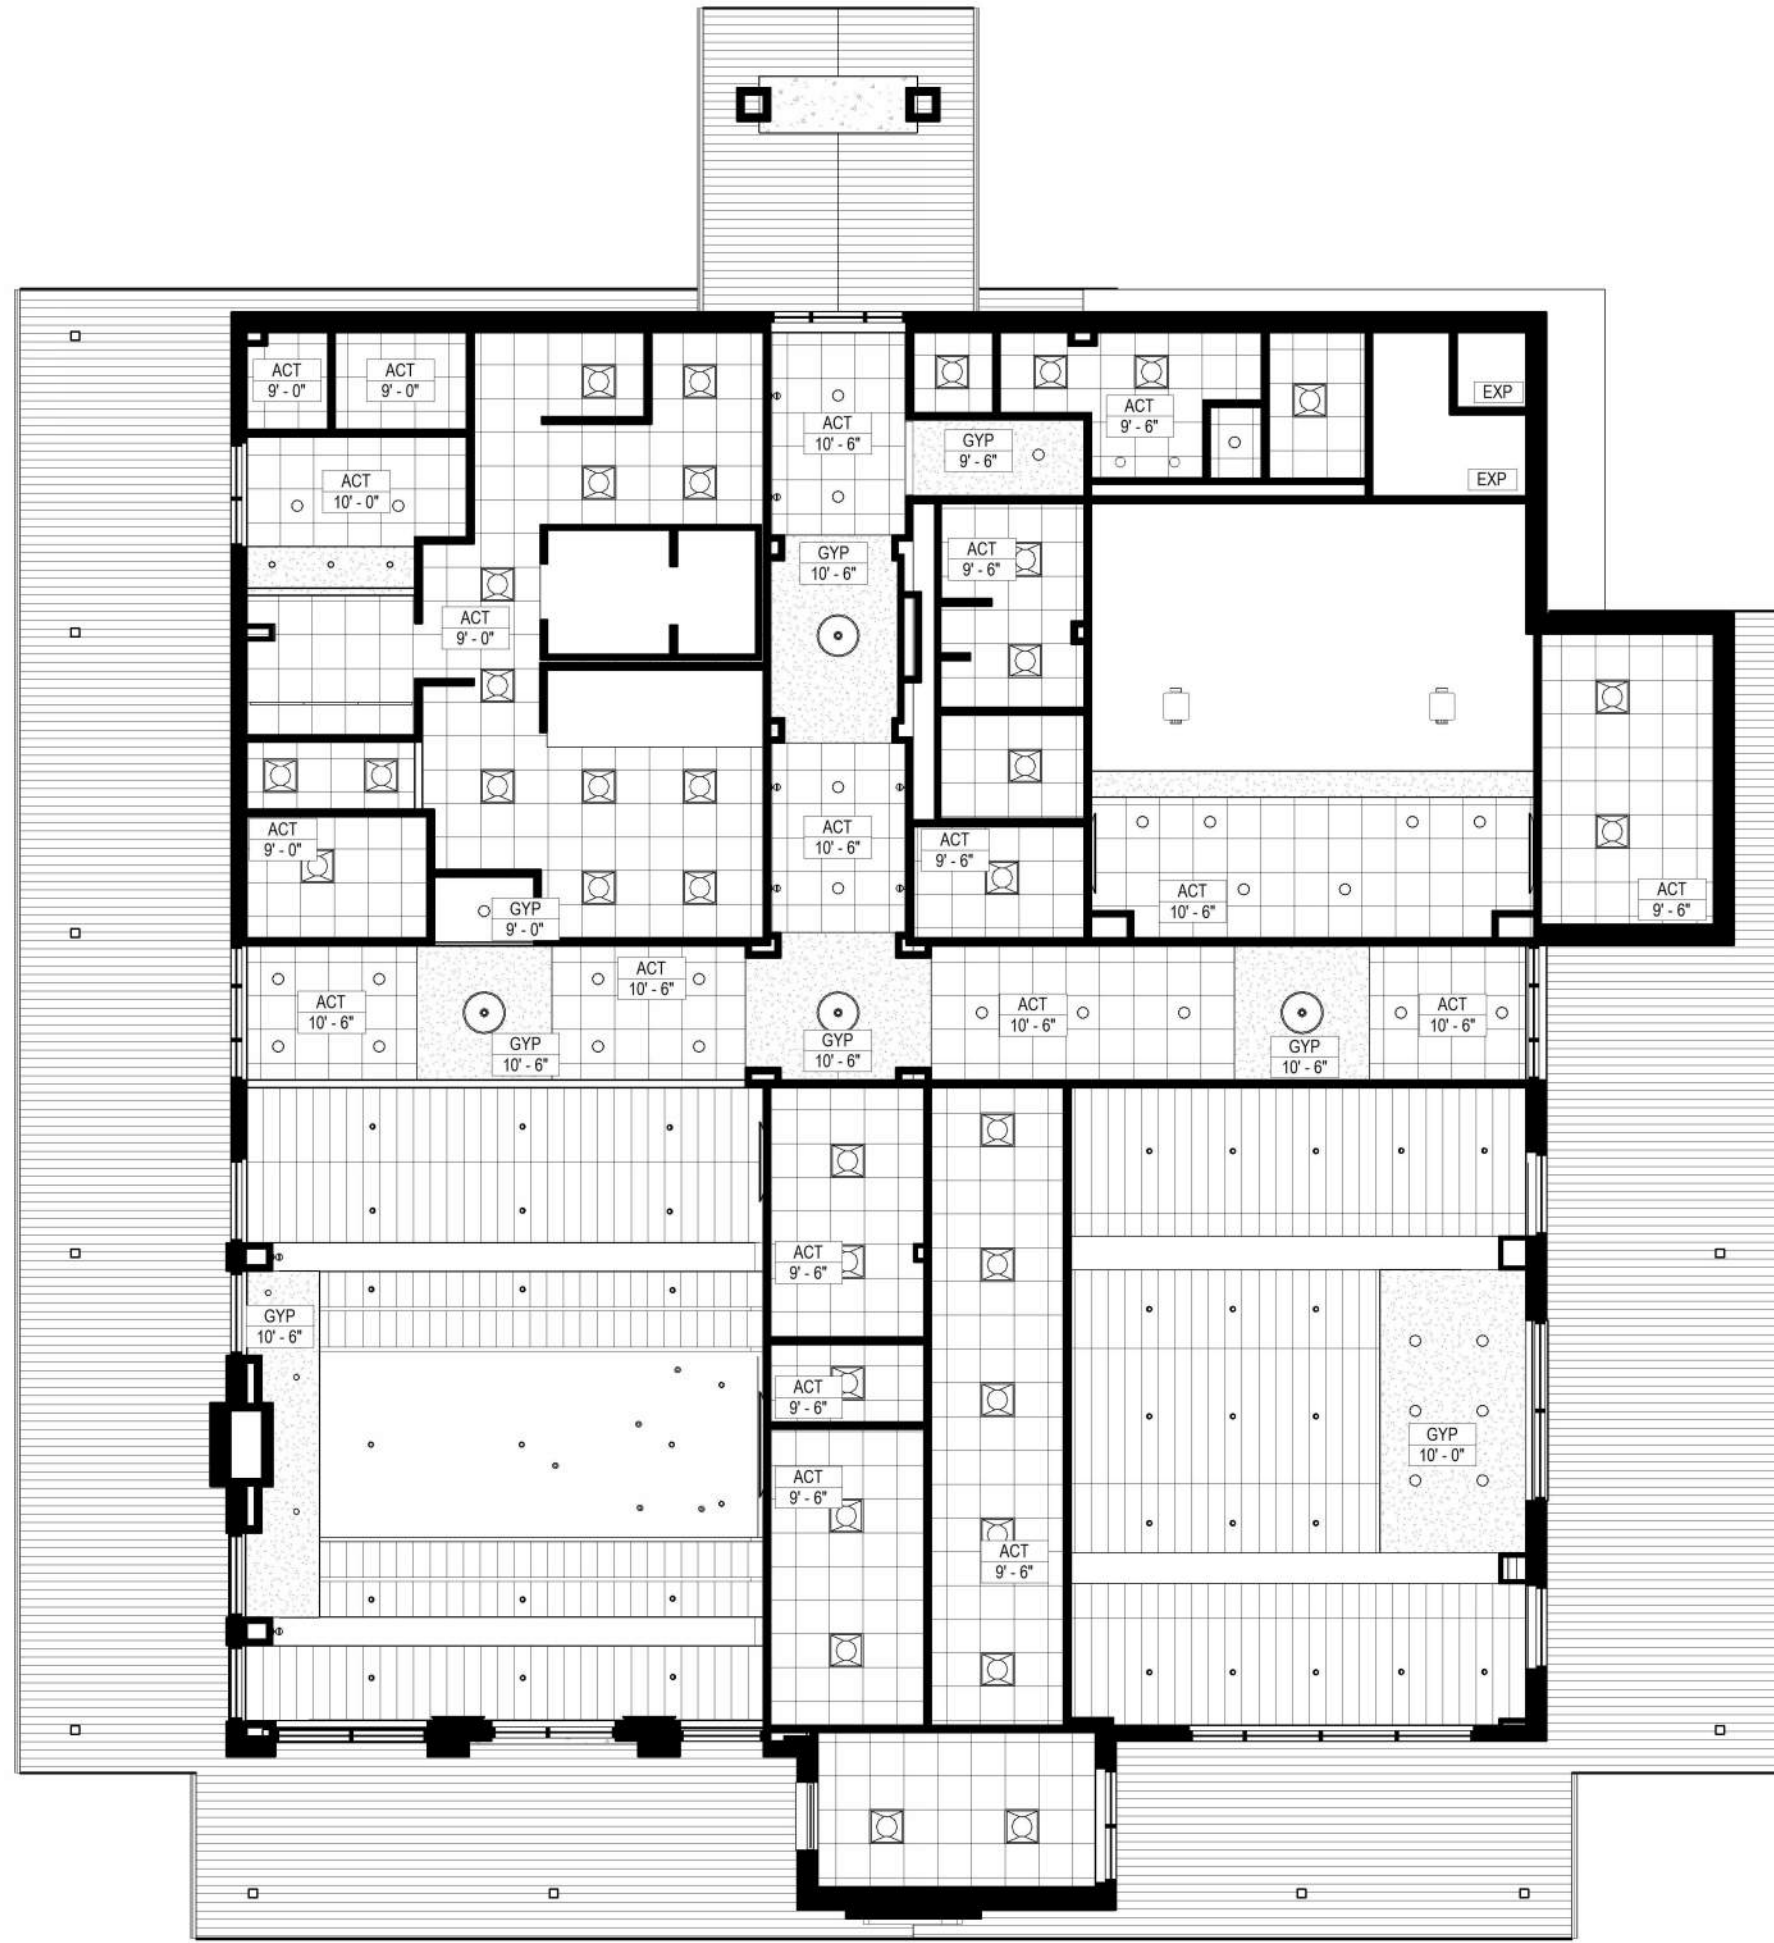 ACT
9' - 0"
ACT
9' - 0"
EXP
ACT
9' - 6"
ACT
10' - 6"
GYP
9' - 6"
EXP
ACT
10' - 0"
ACT
9' - 6"
GYP
10' - 6"
ACT
9' - 0"
ACT
9' - 0"
ACT
10' - 6"
ACT
9' - 6"
ACT
10' - 6"
ACT
9' - 6"
GYP
9' - 0"
ACT
10' - 6"
ACT
10' - 6"
ACT
10' - 6"
ACT
10' - 6"
GYP
10' - 6"
GYP
10' - 6"
GYP
10' - 6"
ACT
9' - 6"
GYP
10' - 6"
ACT
9' - 6"
GYP
10' - 0"
ACT
9' - 6"
ACT
9' - 6"